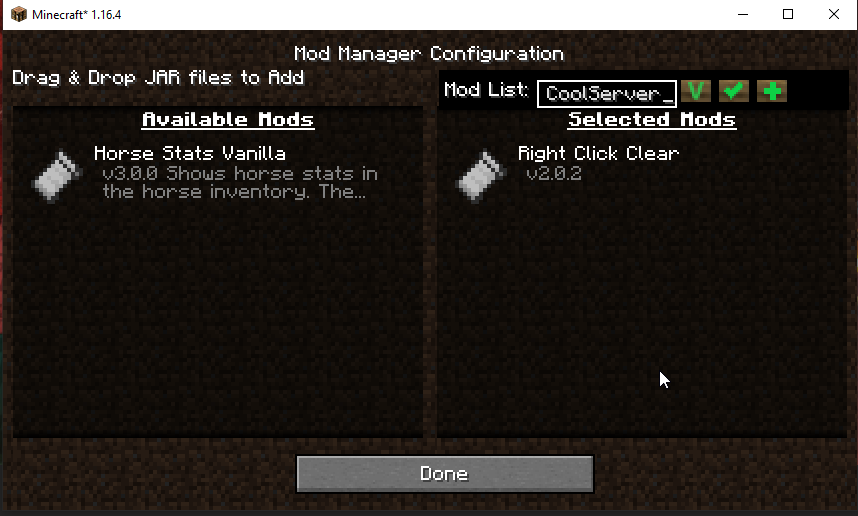 Minecraft* 1.16.4
Mod Manager Configuration
Drag & Drop JAR files to Add
Mod List: CoolServer_ V
Available Mods
Horse Stats Vanilla
v3.0.0 Shows horse stats in
the horse inventory. The...
Selected Mods
Right Click Clear
v2.0.2
Done